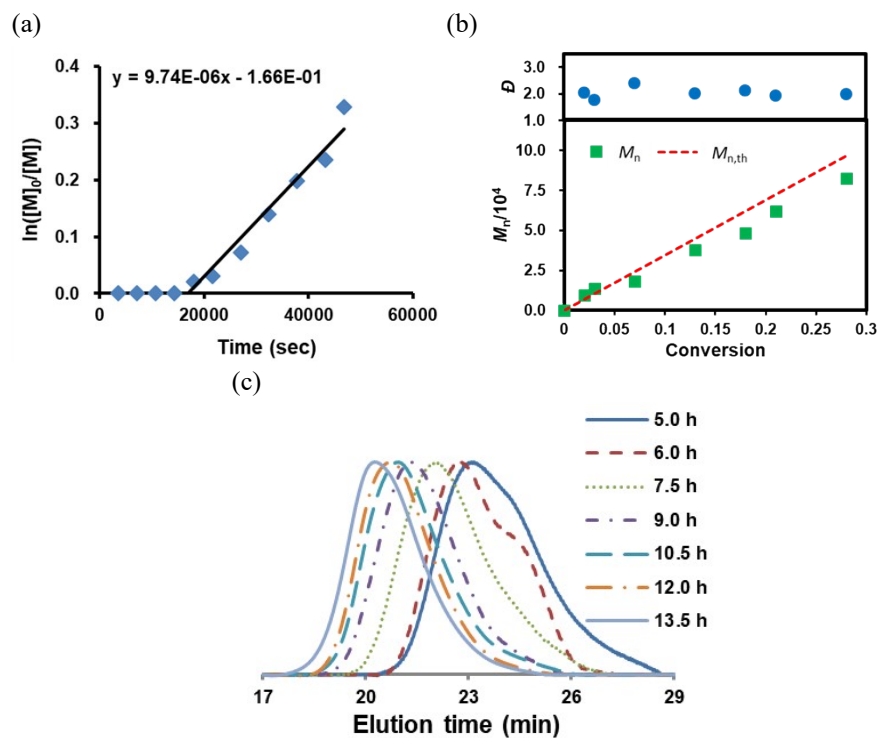 (a)
y = 9.74E-06x - 1.66E-01
ln([M]0/[M])
0.4
0.3
0.2
0.1
0.0
0 20000 40000 60000
Time (sec)
(b)
Đ
3.0
2.0
1.0
Mn Mn,th
Mn/10^4
10.0
7.5
5.0
2.5
0.0
0 0.05 0.1 0.15 0.2 0.25 0.3
Conversion
(c)
5.0 h
6.0 h
7.5 h
9.0 h
10.5 h
12.0 h
13.5 h
17 20 23 26 29
Elution time (min)